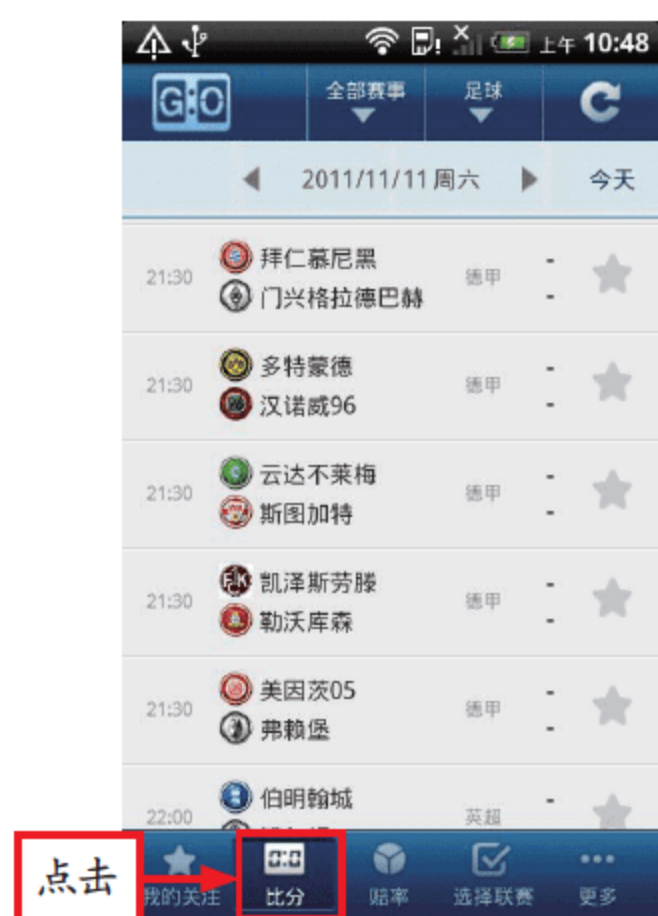 上午 10:48
G:O 全部赛事 足球
2011/11/11 周六 今天
21:30 拜仁慕尼黑 德甲 -
门兴格拉德巴赫 -
21:30 多特蒙德 德甲 -
汉诺威96 -
21:30 云达不莱梅 德甲 -
斯图加特 -
21:30 凯泽斯劳滕 德甲 -
勒沃库森 -
21:30 美因茨05 德甲 -
弗赖堡 -
22:00 伯明翰城 英超 -
点击
我的关注 0:0 比分 赔率 选择联赛 更多